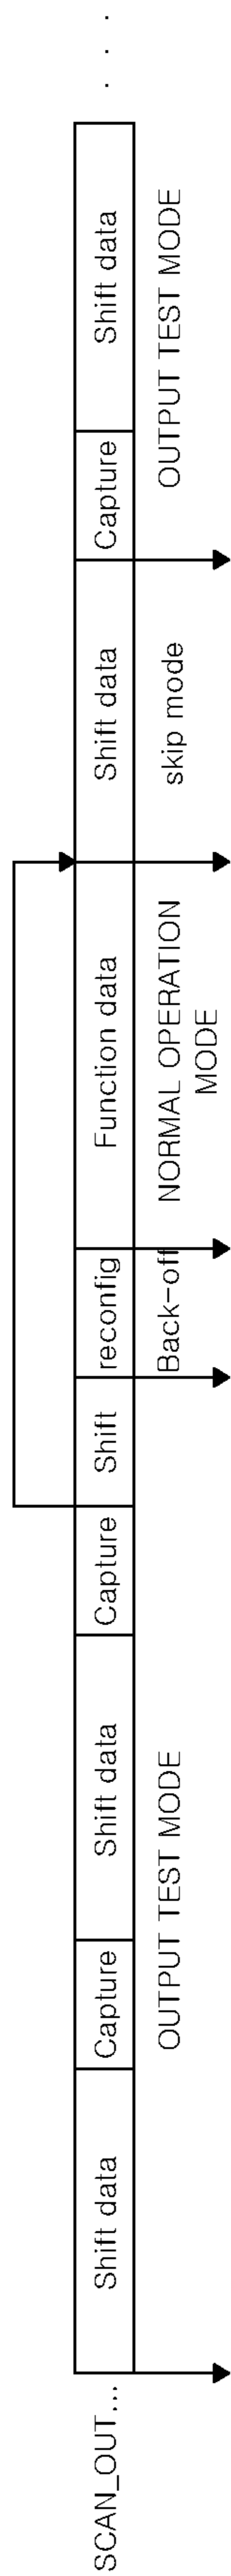 SCAN_OUT...
Shift data
Capture
Shift data
Capture
Shift
reconfig
Function data
Shift data
Capture
Shift data
. . .
OUTPUT TEST MODE
Back-off
NORMAL OPERATION
MODE
skip mode
OUTPUT TEST MODE